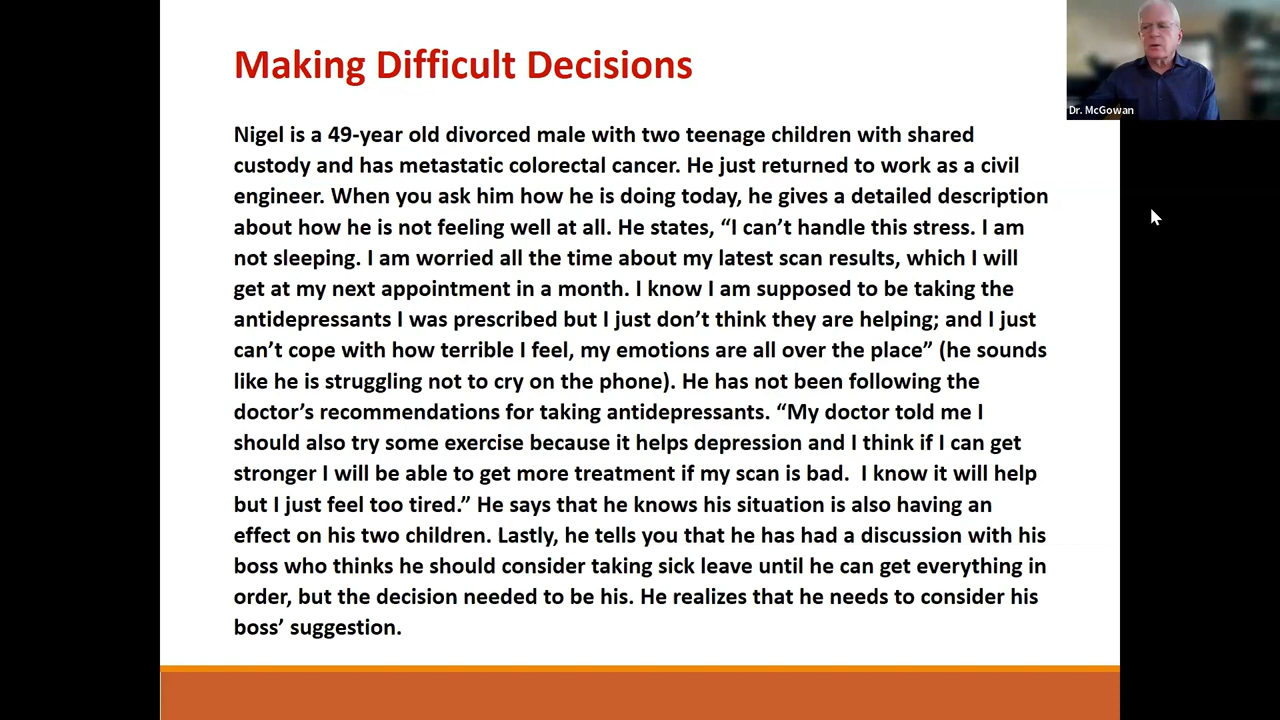 Making Difficult Decisions
Dr. McGowan
Nigel is a 49-year old divorced male with two teenage children with shared
custody and has metastatic colorectal cancer. He just returned to work as a civil
engineer. When you ask him how he is doing today, he gives a detailed description
about how he is not feeling well at all. He states, “I can’t handle this stress. I am
not sleeping. I am worried all the time about my latest scan results, which I will
get at my next appointment in a month. I know I am supposed to be taking the
antidepressants I was prescribed but I just don’t think they are helping; and I just
can’t cope with how terrible I feel, my emotions are all over the place” (he sounds
like he is struggling not to cry on the phone). He has not been following the
doctor’s recommendations for taking antidepressants. “My doctor told me I
should also try some exercise because it helps depression and I think if I can get
stronger I will be able to get more treatment if my scan is bad.  I know it will help
but I just feel too tired.” He says that he knows his situation is also having an
effect on his two children. Lastly, he tells you that he has had a discussion with his
boss who thinks he should consider taking sick leave until he can get everything in
order, but the decision needed to be his. He realizes that he needs to consider his
boss’ suggestion.